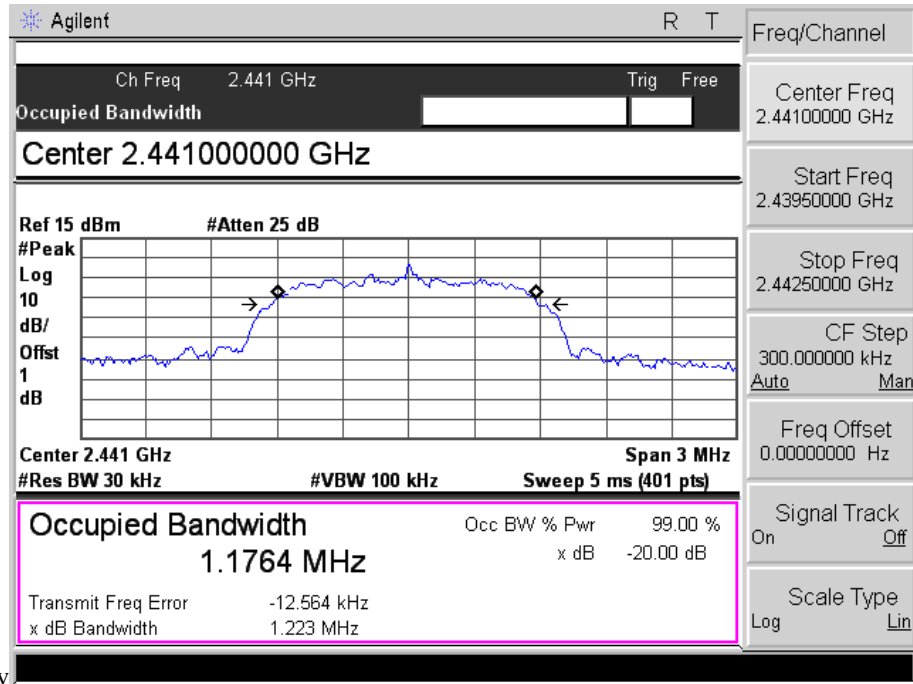 Agilent R T
Freq/Channel
Ch Freq 2.441 GHz Trig Free
Occupied Bandwidth
Center 2.441000000 GHz
Ref 15 dBm #Atten 25 dB
#Peak
Log
10
dB/
Offst
1
dB
Center 2.441 GHz Span 3 MHz
#Res BW 30 kHz #VBW 100 kHz Sweep 5 ms (401 pts)
Occupied Bandwidth
1.1764 MHz
Occ BW % Pwr 99.00 %
x dB -20.00 dB
Transmit Freq Error -12.564 kHz
x dB Bandwidth 1.223 MHz
Center Freq
2.44100000 GHz
Start Freq
2.43950000 GHz
Stop Freq
2.44250000 GHz
CF Step
300.000000 kHz
Auto Man
Freq Offset
0.00000000 Hz
Signal Track
On Off
Scale Type
Log Lin